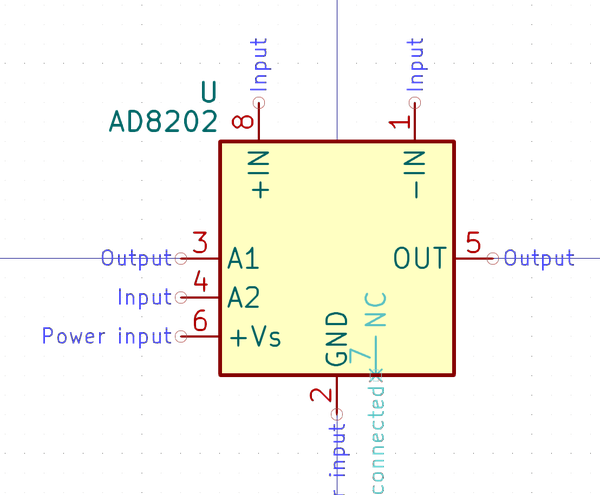 Input
Input
U
AD8202
8
1
+IN
-IN
Output
3
A1
OUT
5
Output
Input
4
A2
Power input
6
+Vs
GND
7
NC
2
input
connected